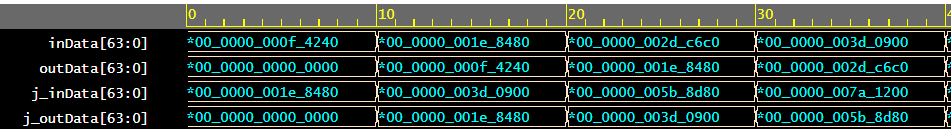 0 10 20 30 4
inData[63:0] *00_0000_000f_4240 *00_0000_001e_8480 *00_0000_002d_c6c0 *00_0000_003d_0900
outData[63:0] *00_0000_0000_0000 *00_0000_000f_4240 *00_0000_001e_8480 *00_0000_002d_c6c0
j_inData[63:0] *00_0000_001e_8480 *00_0000_003d_0900 *00_0000_005b_8d80 *00_0000_007a_1200
j_outData[63:0] *00_0000_0000_0000 *00_0000_001e_8480 *00_0000_003d_0900 *00_0000_005b_8d80